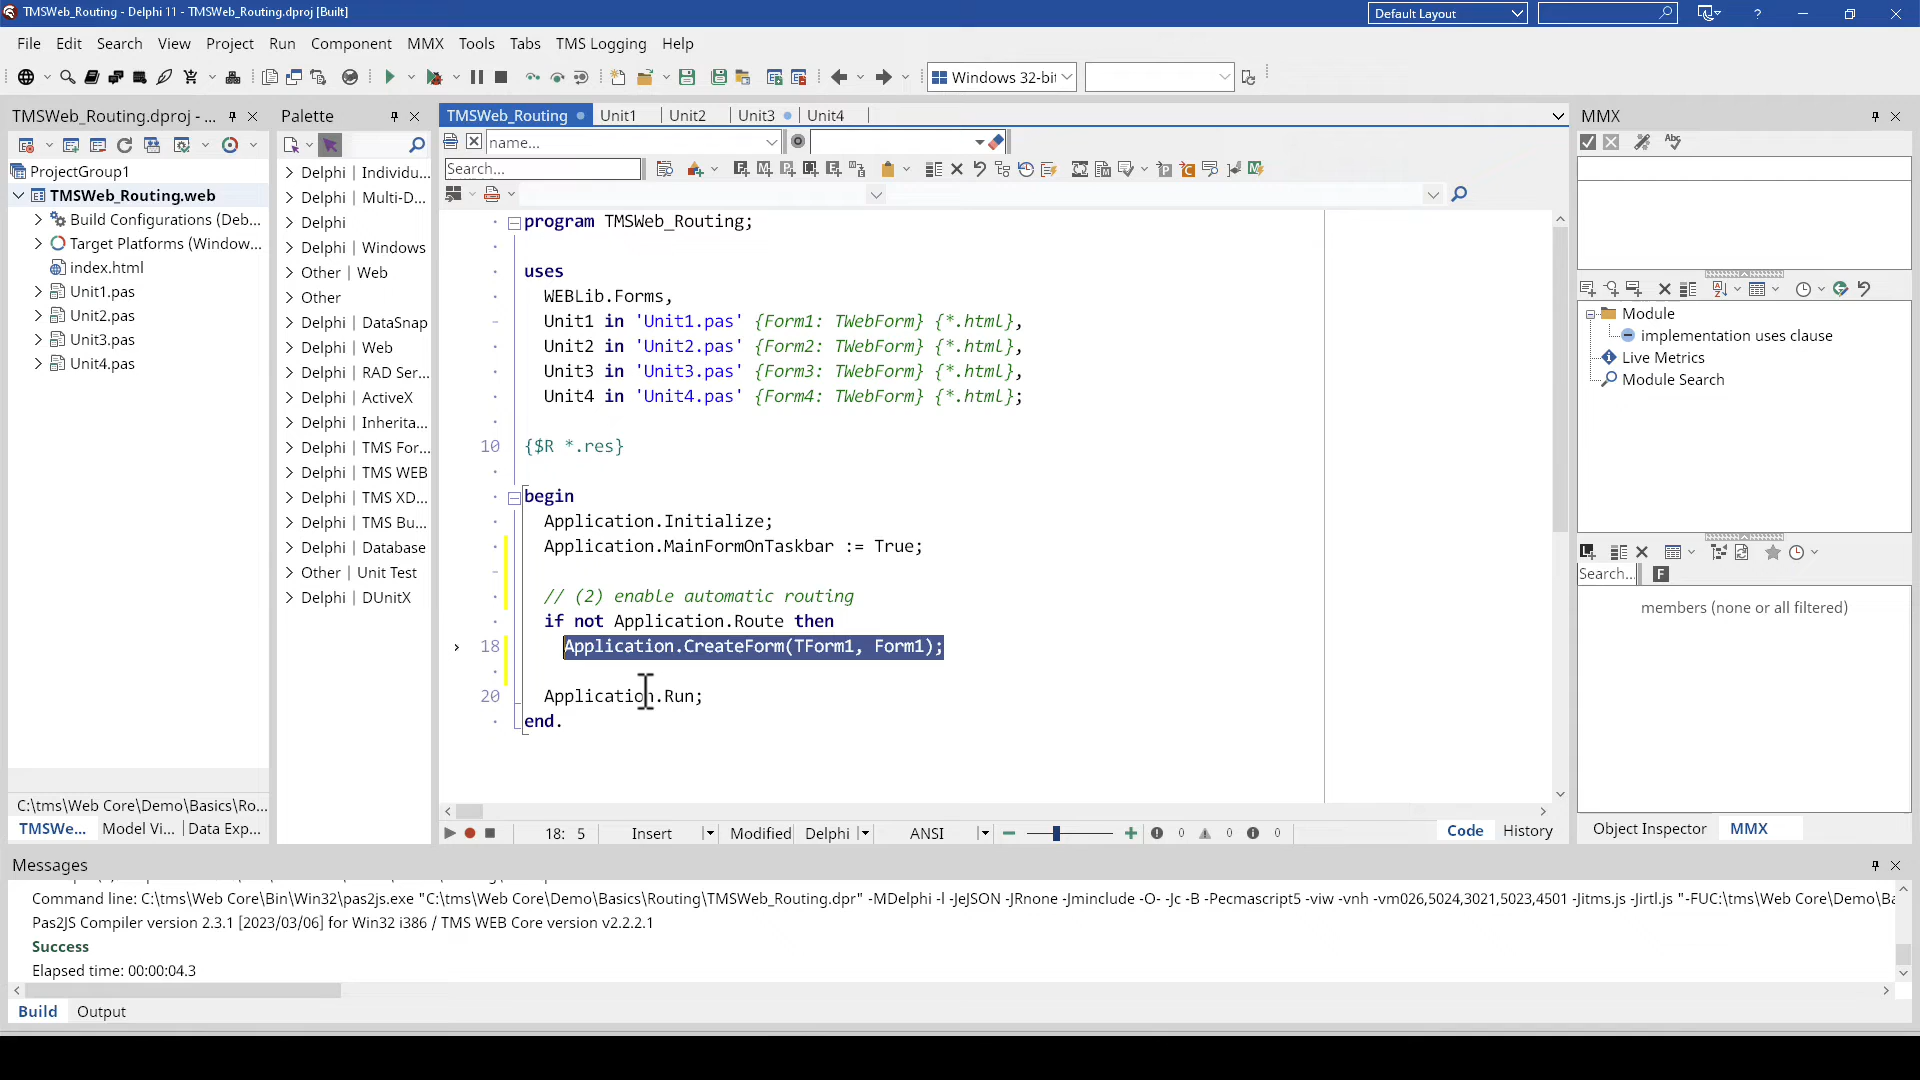 TMSWeb_Routing - Delphi 11 - TMSWeb_Routing.dproj [Built]
Default Layout
File Edit Search View Project Run Component MMX Tools Tabs TMS Logging Help
Windows 32-bit
TMSWeb_Routing.dproj - ...
ProjectGroup1
TMSWeb_Routing.web
Build Configurations (Deb...
Target Platforms (Window...
index.html
Unit1.pas
Unit2.pas
Unit3.pas
Unit4.pas
C:\tms\Web Core\Demo\Basics\Ro...
TMSWe... Model Vi... Data Exp...
Palette
Delphi | Individu...
Delphi | Multi-D...
Delphi
Delphi | Windows
Other | Web
Other
Delphi | DataSnap
Delphi | Web
Delphi | RAD Ser...
Delphi | ActiveX
Delphi | Inherita...
Delphi | TMS For...
Delphi | TMS WEB
Delphi | TMS XD...
Delphi | TMS Bu...
Delphi | Database
Other | Unit Test
Delphi | DUnitX
TMSWeb_Routing Unit1 Unit2 Unit3 Unit4
name...
Search...
program TMSWeb_Routing;
uses
WEBLib.Forms,
Unit1 in 'Unit1.pas' {Form1: TWebForm} {*.html},
Unit2 in 'Unit2.pas' {Form2: TWebForm} {*.html},
Unit3 in 'Unit3.pas' {Form3: TWebForm} {*.html},
Unit4 in 'Unit4.pas' {Form4: TWebForm} {*.html};
10 {$R *.res}
begin
Application.Initialize;
Application.MainFormOnTaskbar := True;
// (2) enable automatic routing
if not Application.Route then
18 Application.CreateForm(TForm1, Form1);
20 Application.Run;
end.
18: 5 Insert Modified Delphi ANSI 0 0 0 Code History
MMX
Module
implementation uses clause
Live Metrics
Module Search
Search... F
members (none or all filtered)
Object Inspector MMX
Messages
Command line: C:\tms\Web Core\Bin\Win32\pas2js.exe "C:\tms\Web Core\Demo\Basics\Routing\TMSWeb_Routing.dpr" -MDelphi -l -JeJSON -JRnone -Jminclude -O- -Jc -B -Pecmascript5 -viw -vnh -vm026,5024,3021,5023,4501 -Jitms.js -Jirtl.js "-FUC:\tms\Web Core\Demo\Ba
Pas2JS Compiler version 2.3.1 [2023/03/06] for Win32 i386 / TMS WEB Core version v2.2.2.1
Success
Elapsed time: 00:00:04.3
Build Output